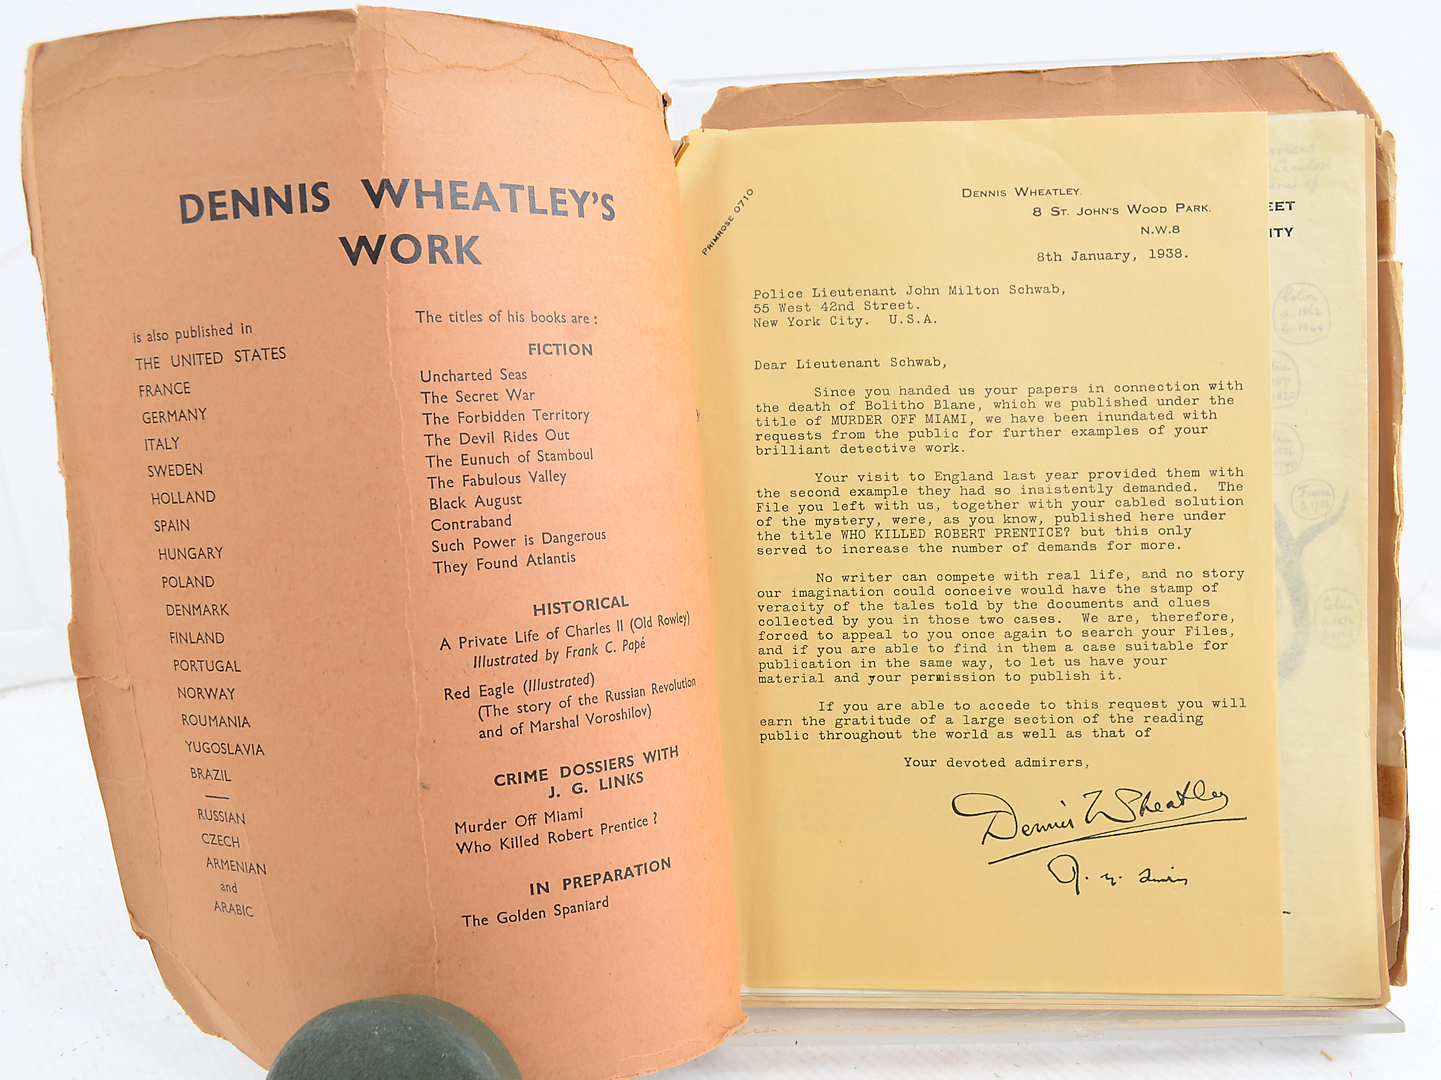 DENNIS WHEATLEY'S
WORK
is also published in
THE UNITED STATES
FRANCE
GERMANY
ITALY
SWEDEN
HOLLAND
SPAIN
HUNGARY
POLAND
DENMARK
FINLAND
PORTUGAL
NORWAY
ROUMANIA
YUGOSLAVIA
BRAZIL
RUSSIAN
CZECH
ARMENIAN
and
ARABIC
The titles of his books are :
FICTION
Uncharted Seas
The Secret War
The Forbidden Territory
The Devil Rides Out
The Eunuch of Stamboul
The Fabulous Valley
Black August
Contraband
Such Power is Dangerous
They Found Atlantis
HISTORICAL
A Private Life of Charles II (Old Rowley)
Illustrated by Frank C. Papé
Red Eagle (Illustrated)
(The story of the Russian Revolution
and of Marshal Voroshilov)
CRIME DOSSIERS WITH
J. G. LINKS
Murder Off Miami
Who Killed Robert Prentice ?
IN PREPARATION
The Golden Spaniard
PRIMROSE 0710
DENNIS WHEATLEY.
8 ST. JOHN'S WOOD PARK.
N.W.8
8th January, 1938.
Police Lieutenant John Milton Schwab,
55 West 42nd Street.
New York City. U.S.A.
Dear Lieutenant Schwab,
Since you handed us your papers in connection with
the death of Bolitho Blane, which we published under the
title of MURDER OFF MIAMI, we have been inundated with
requests from the public for further examples of your
brilliant detective work.
Your visit to England last year provided them with
the second example they had so insistently demanded. The
File you left with us, together with your cabled solution
of the mystery, were, as you know, published here under
the title WHO KILLED ROBERT PRENTICE? but this only
served to increase the number of demands for more.
No writer can compete with real life, and no story
our imagination could conceive would have the stamp of
veracity of the tales told by the documents and clues
collected by you in those two cases. We are, therefore,
forced to appeal to you once again to search your Files,
and if you are able to find in them a case suitable for
publication in the same way, to let us have your
material and your permission to publish it.
If you are able to accede to this request you will
earn the gratitude of a large section of the reading
public throughout the world as well as that of
Your devoted admirers,
Dennis Wheatley
EET
ITY